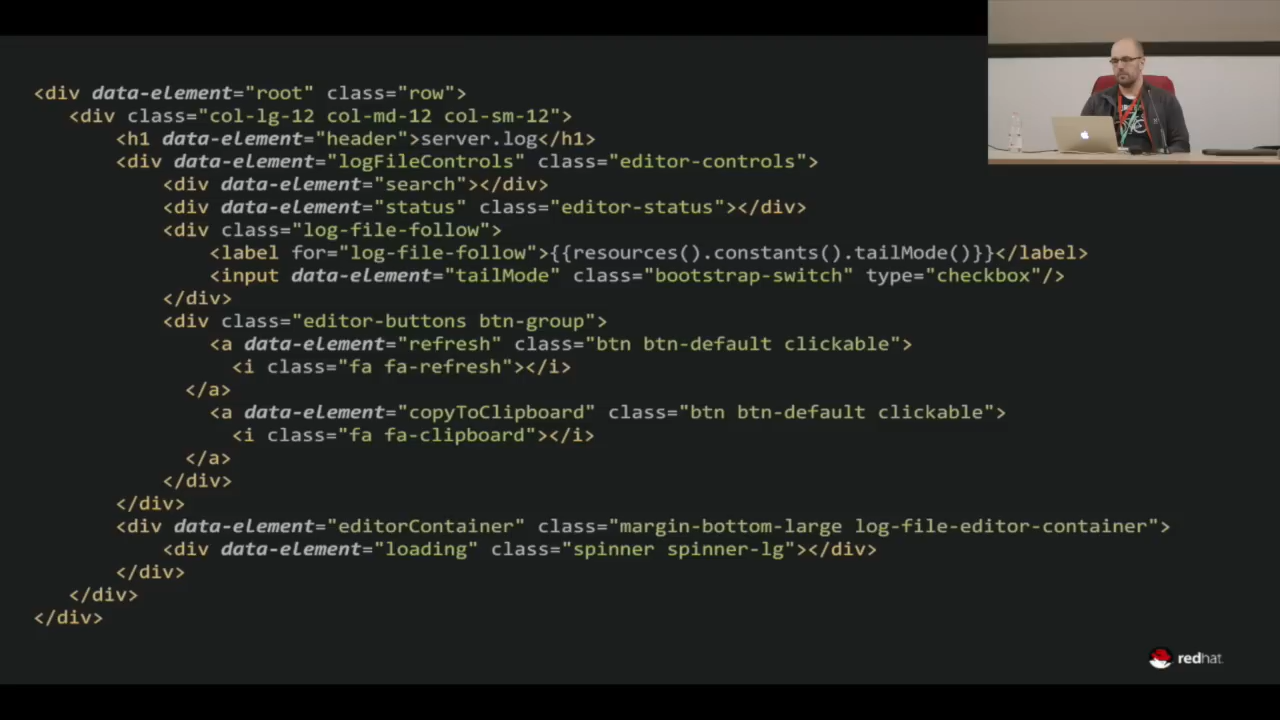 <div data-element="root" class="row">
<div class="col-lg-12 col-md-12 col-sm-12">
<h1 data-element="header">server.log</h1>
<div data-element="logFileControls" class="editor-controls">
<div data-element="search"></div>
<div data-element="status" class="editor-status"></div>
<div class="log-file-follow">
<label for="log-file-follow">{{resources().constants().tailMode()}}</label>
<input data-element="tailMode" class="bootstrap-switch" type="checkbox"/>
</div>
<div class="editor-buttons btn-group">
<a data-element="refresh" class="btn btn-default clickable">
<i class="fa fa-refresh"></i>
</a>
<a data-element="copyToClipboard" class="btn btn-default clickable">
<i class="fa fa-clipboard"></i>
</a>
</div>
</div>
<div data-element="editorContainer" class="margin-bottom-large log-file-editor-container">
<div data-element="loading" class="spinner spinner-lg"></div>
</div>
</div>
</div>
redhat.